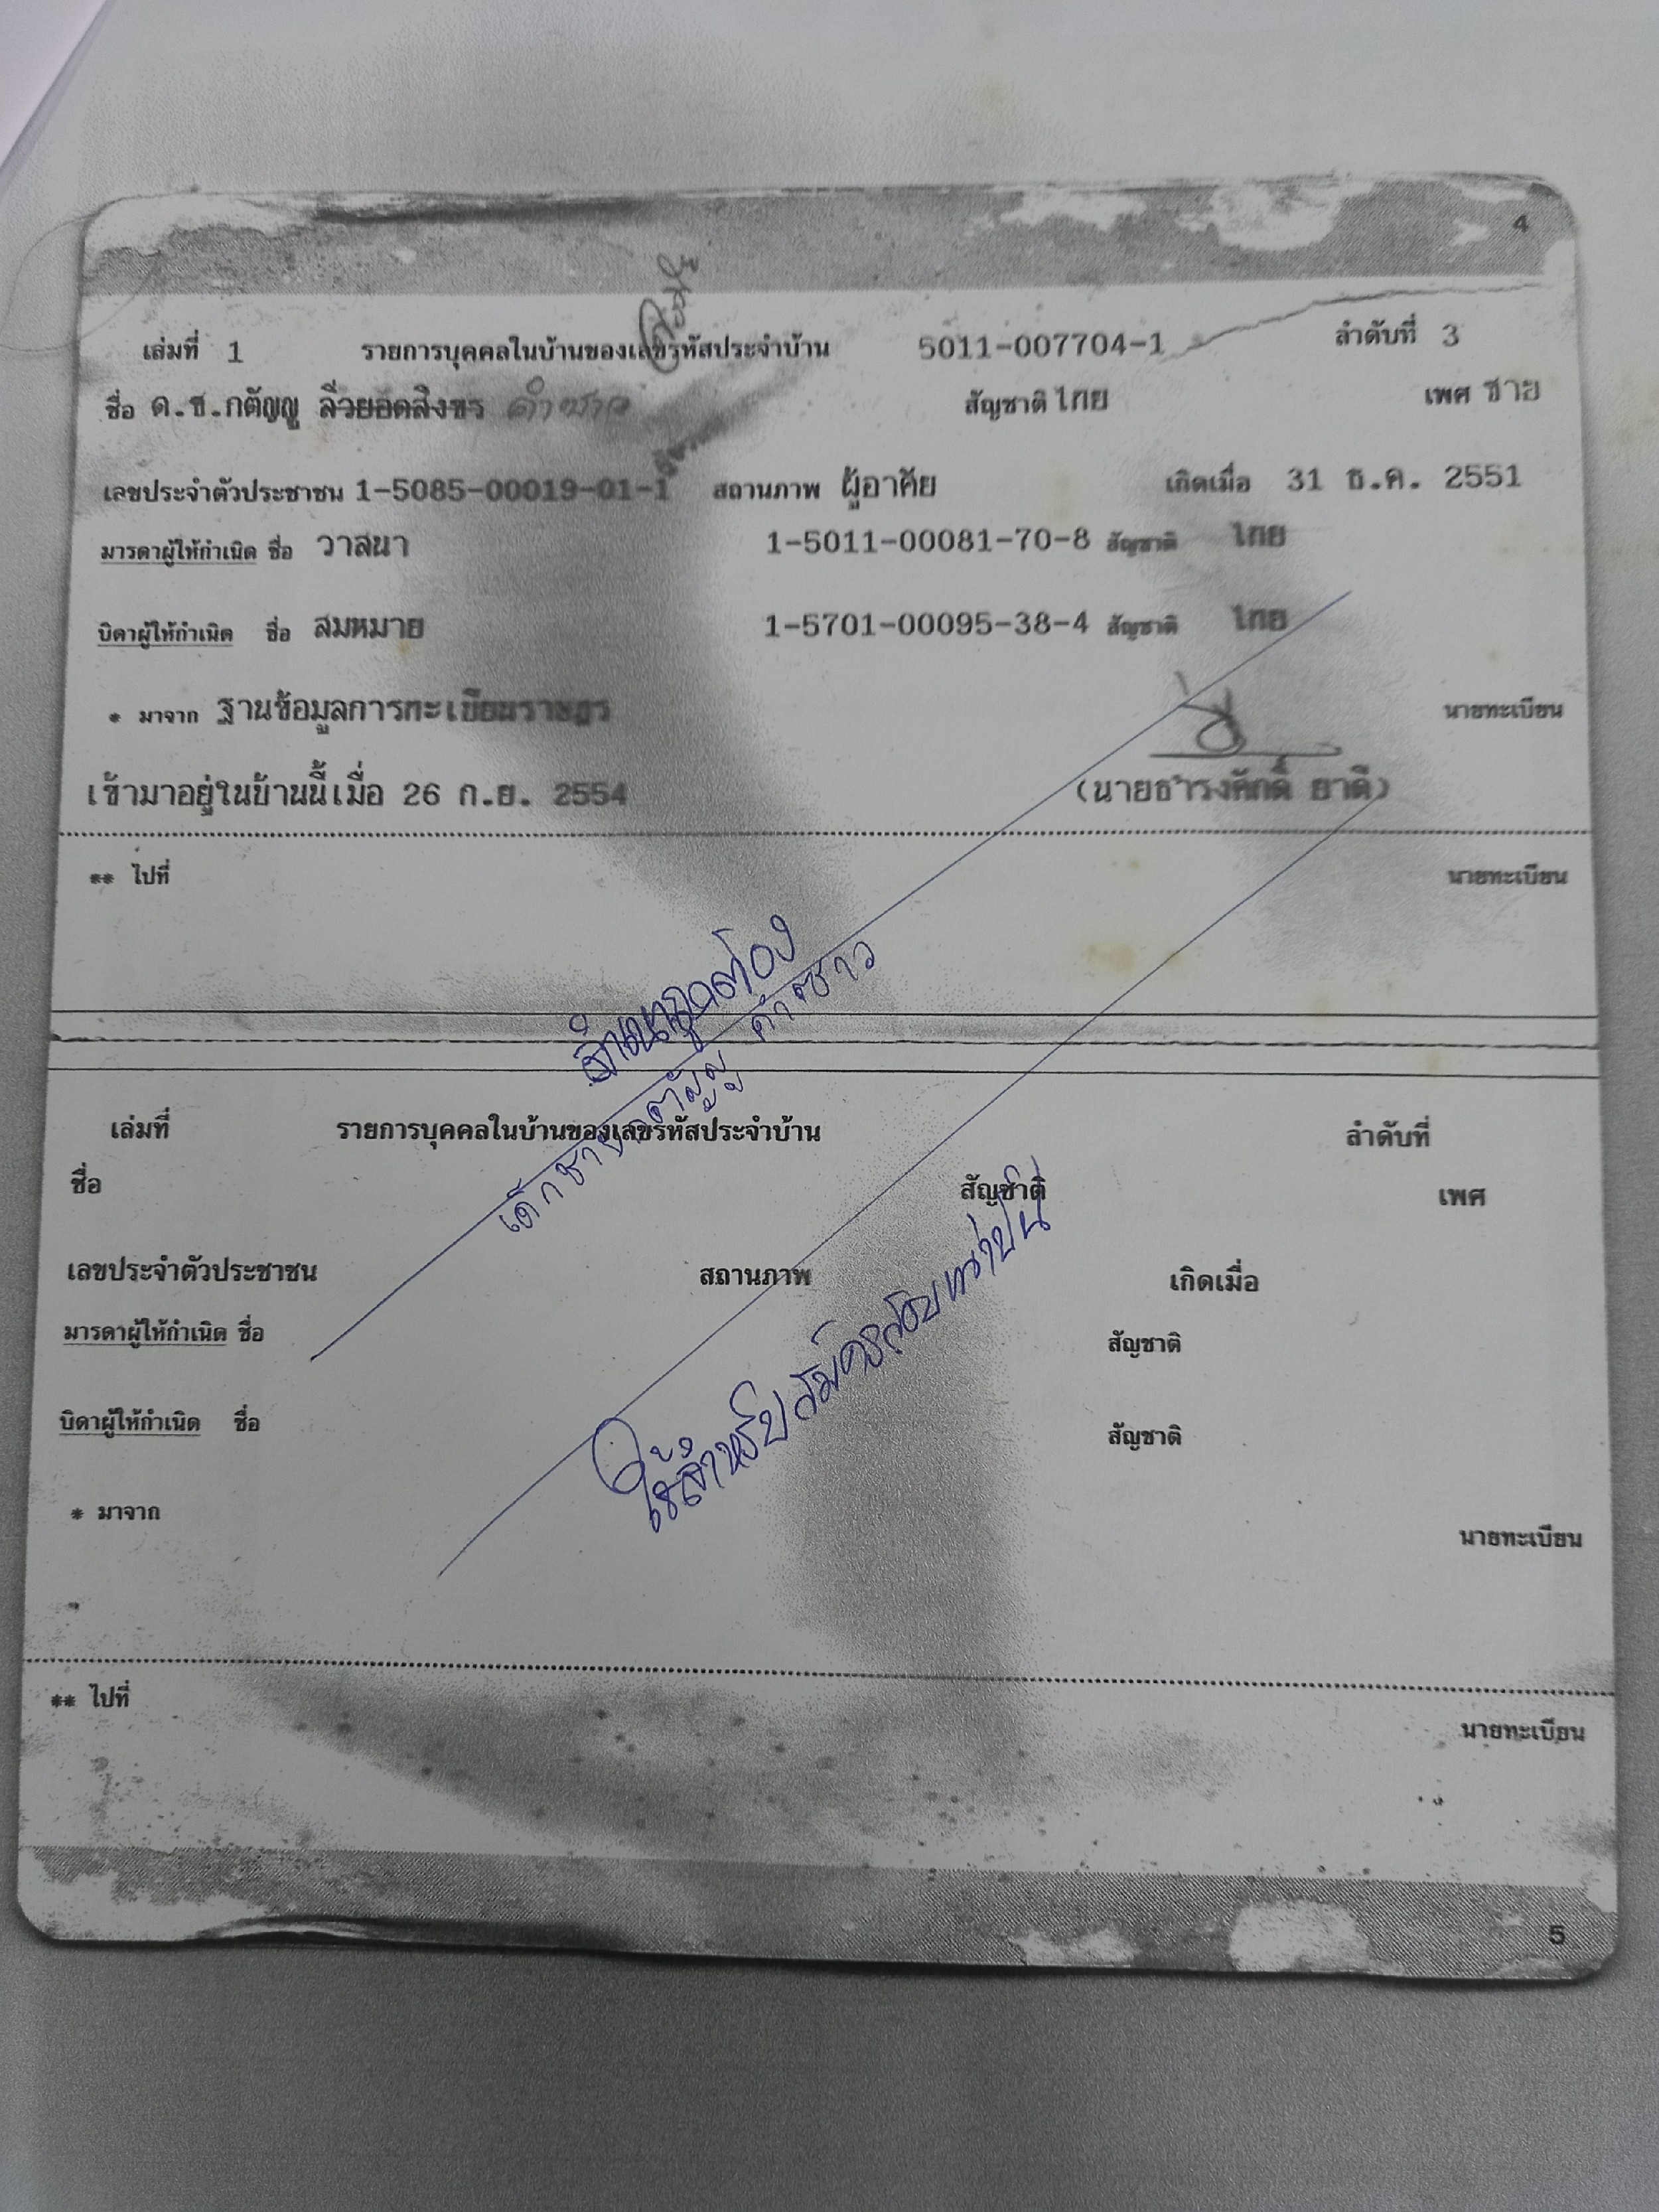 4
เล่มที่ 1 รายการบุคคลในบ้านของเลขรหัสประจำบ้าน 5011-007704-1 ลำดับที่ 3
ชื่อ ด.ช.กตัญญู ลิ่วยอดสิงขร คำซาว สัญชาติ ไทย เพศ ชาย
เลขประจำตัวประชาชน 1-5085-00019-01-1 สถานภาพ ผู้อาศัย เกิดเมื่อ 31 ธ.ค. 2551
มารดาผู้ให้กำเนิด ชื่อ วาสนา 1-5011-00081-70-8 สัญชาติ ไทย
บิดาผู้ให้กำเนิด ชื่อ สมหมาย 1-5701-00095-38-4 สัญชาติ ไทย
* มาจาก ฐานข้อมูลการทะเบียนราษฎร นายทะเบียน
เข้ามาอยู่ในบ้านนี้เมื่อ 26 ก.ย. 2554 (นายธำรงศักดิ์ ยาดี)
** ไปที่ นายทะเบียน
สำเนาถูกต้อง
เด็กชายกตัญญู คำซาว
เล่มที่ รายการบุคคลในบ้านของเลขรหัสประจำบ้าน ลำดับที่
ชื่อ สัญชาติ เพศ
เลขประจำตัวประชาชน สถานภาพ เกิดเมื่อ
มารดาผู้ให้กำเนิด ชื่อ สัญชาติ
บิดาผู้ให้กำเนิด ชื่อ สัญชาติ
ใช้สำหรับสมัครสอบเท่านั้น
* มาจาก นายทะเบียน
** ไปที่ นายทะเบียน
5